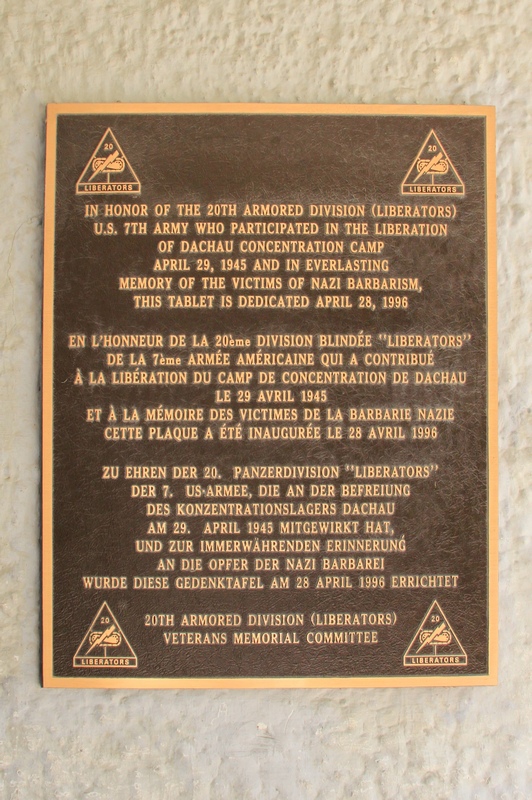 20 20
LIBERATORS LIBERATORS
IN HONOR OF THE 20TH ARMORED DIVISION (LIBERATORS)
U.S. 7TH ARMY WHO PARTICIPATED IN THE LIBERATION
OF DACHAU CONCENTRATION CAMP
APRIL 29, 1945 AND IN EVERLASTING
MEMORY OF THE VICTIMS OF NAZI BARBARISM,
THIS TABLET IS DEDICATED APRIL 28, 1996
EN L'HONNEUR DE LA 20ème DIVISION BLINDÉE "LIBERATORS"
DE LA 7ème ARMÉE AMÉRICAINE QUI A CONTRIBUÉ
À LA LIBÉRATION DU CAMP DE CONCENTRATION DE DACHAU
LE 29 AVRIL 1945
ET À LA MÉMOIRE DES VICTIMES DE LA BARBARIE NAZIE
CETTE PLAQUE A ÉTÉ INAUGURÉE LE 28 AVRIL 1996
ZU EHREN DER 20. PANZERDIVISION "LIBERATORS"
DER 7. US-ARMEE, DIE AN DER BEFREIUNG
DES KONZENTRATIONSLAGERS DACHAU
AM 29. APRIL 1945 MITGEWIRKT HAT,
UND ZUR IMMERWÄHRENDEN ERINNERUNG
AN DIE OPFER DER NAZI BARBAREI
WURDE DIESE GEDENKTAFEL AM 28 APRIL 1996 ERRICHTET
20TH ARMORED DIVISION (LIBERATORS)
VETERANS MEMORIAL COMMITTEE
20 20
LIBERATORS LIBERATORS